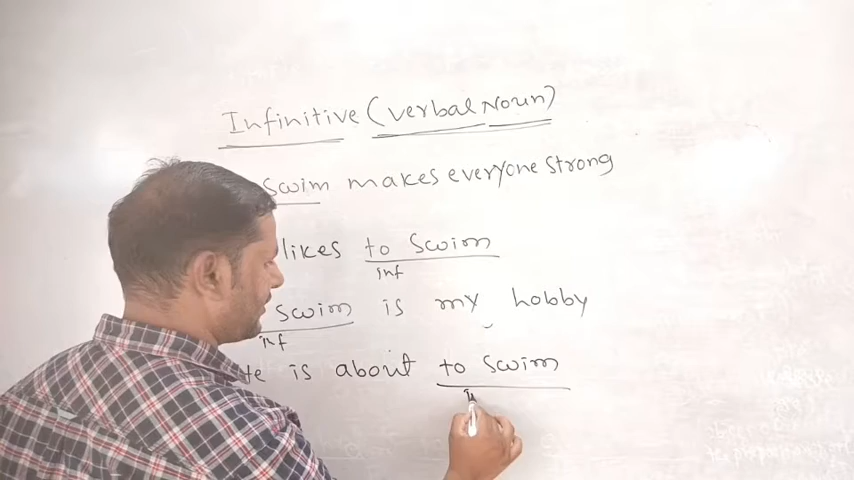 Infinitive (verbal Noun)
Swim makes everyone strong
likes to Swim
inf
swim is my hobby
inf
He is about to Swim